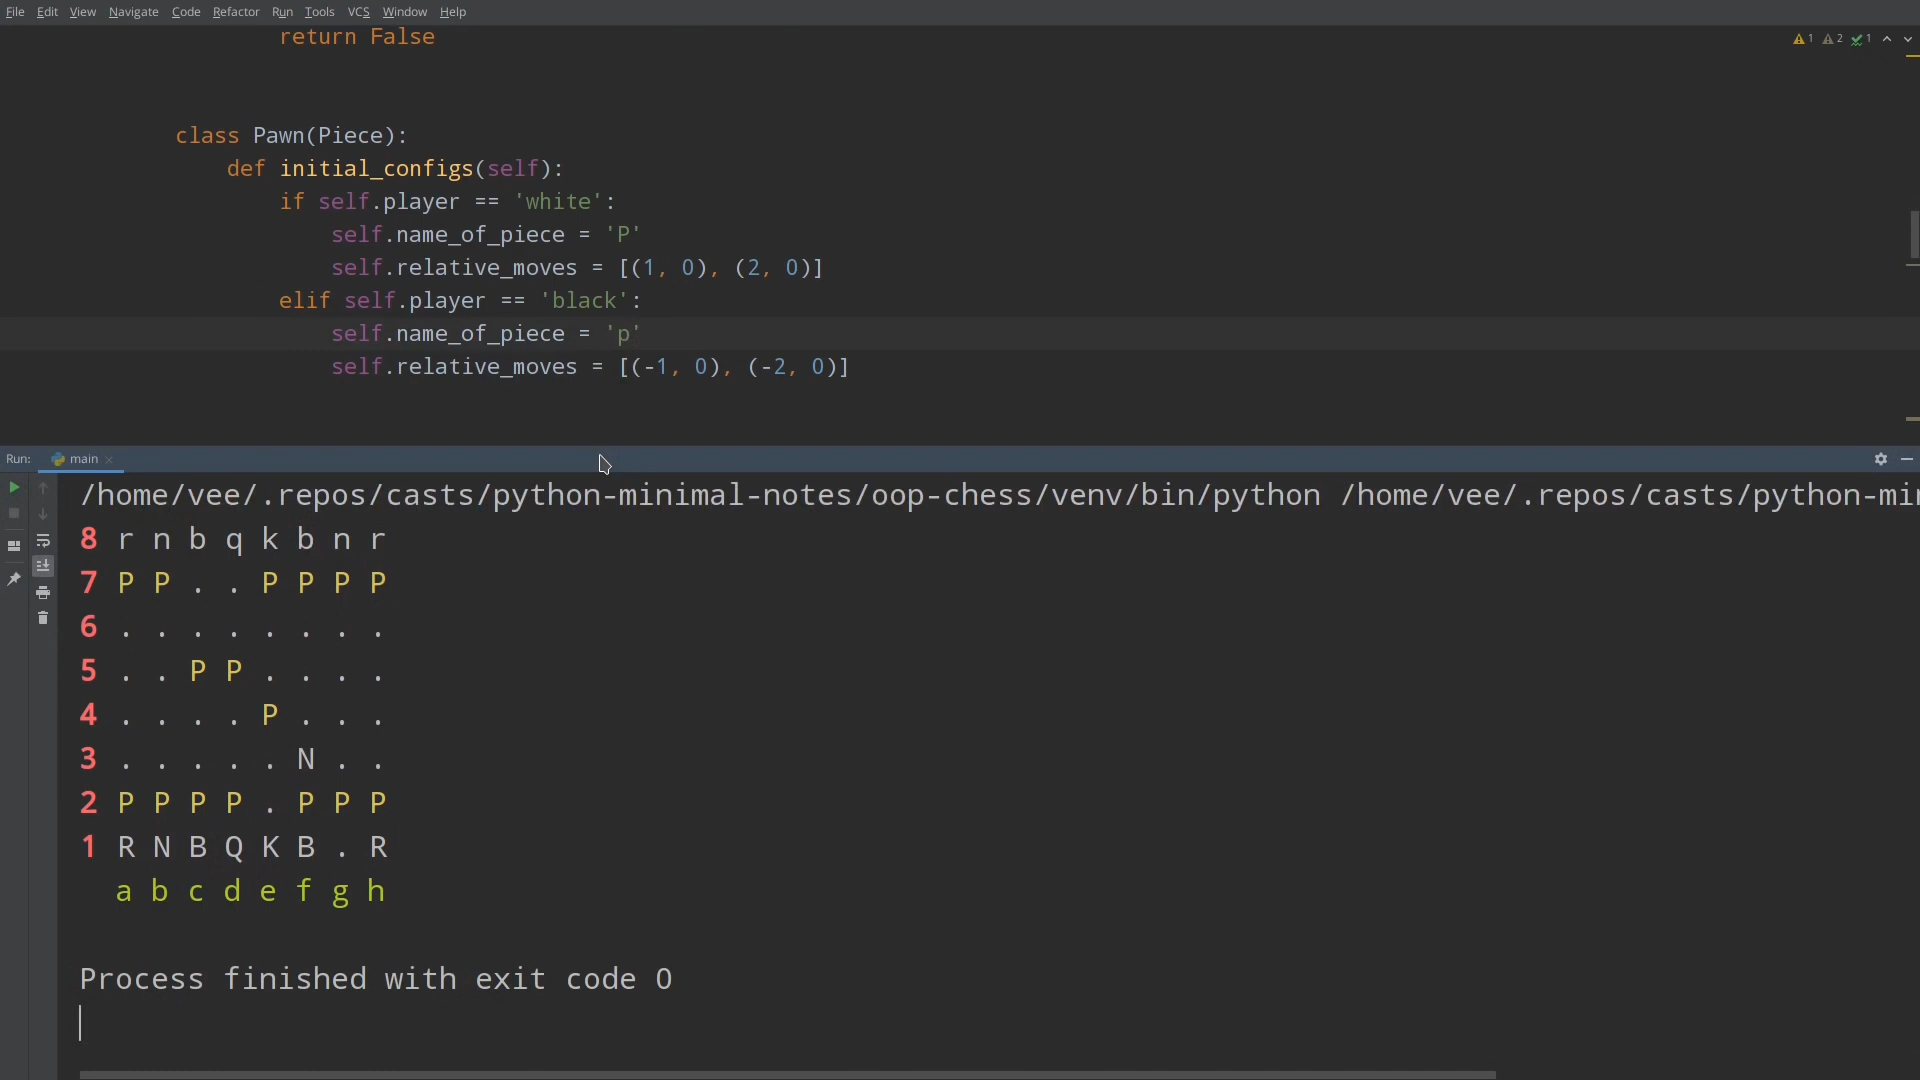 File Edit View Navigate Code Refactor Run Tools VCS Window Help
return False
1 2 1
class Pawn(Piece):
def initial_configs(self):
if self.player == 'white':
self.name_of_piece = 'P'
self.relative_moves = [(1, 0), (2, 0)]
elif self.player == 'black':
self.name_of_piece = 'p'
self.relative_moves = [(-1, 0), (-2, 0)]
Run: main
/home/vee/.repos/casts/python-minimal-notes/oop-chess/venv/bin/python /home/vee/.repos/casts/python-mi
8 r n b q k b n r
7 P P . . P P P P
6 . . . . . . . .
5 . . P P . . . .
4 . . . . P . . .
3 . . . . . N . .
2 P P P P . P P P
1 R N B Q K B . R
a b c d e f g h
Process finished with exit code 0